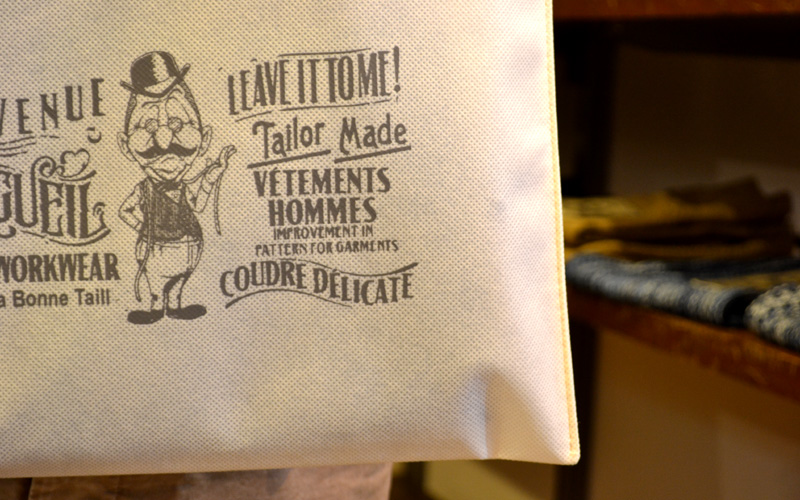 VENUE
GUEIL
WORKWEAR
a Bonne Taill
LEAVE IT TO ME!
Tailor Made
VÊTEMENTS
HOMMES
IMPROVEMENT IN
PATTERN FOR GARMENTS
COUDRE DÉLICATE